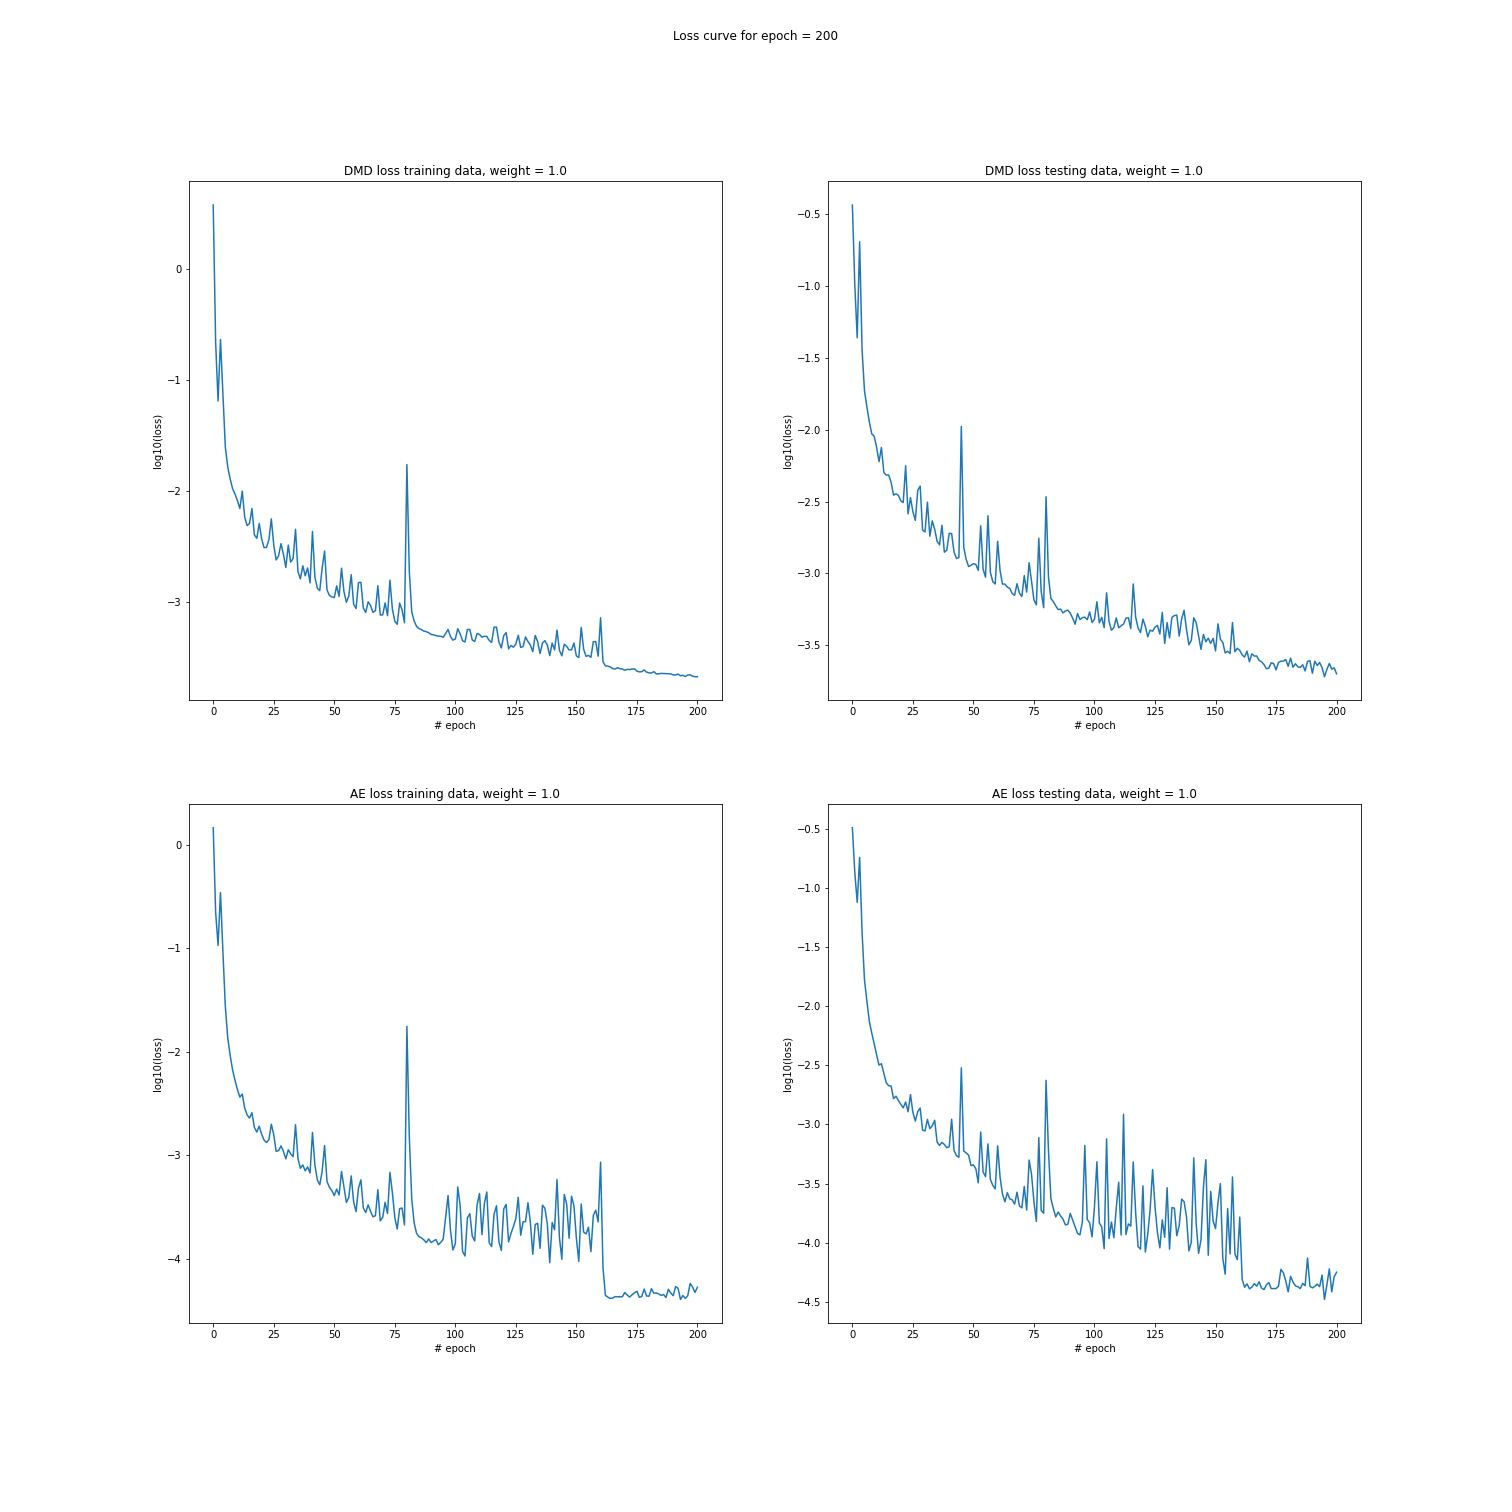 Loss curve for epoch = 200
DMD loss training data, weight = 1.0
log10(loss)
0
−1
−2
−3
0 25 50 75 100 125 150 175 200
# epoch
DMD loss testing data, weight = 1.0
log10(loss)
−0.5
−1.0
−1.5
−2.0
−2.5
−3.0
−3.5
0 25 50 75 100 125 150 175 200
# epoch
AE loss training data, weight = 1.0
log10(loss)
0
−1
−2
−3
−4
0 25 50 75 100 125 150 175 200
# epoch
AE loss testing data, weight = 1.0
log10(loss)
−0.5
−1.0
−1.5
−2.0
−2.5
−3.0
−3.5
−4.0
−4.5
0 25 50 75 100 125 150 175 200
# epoch